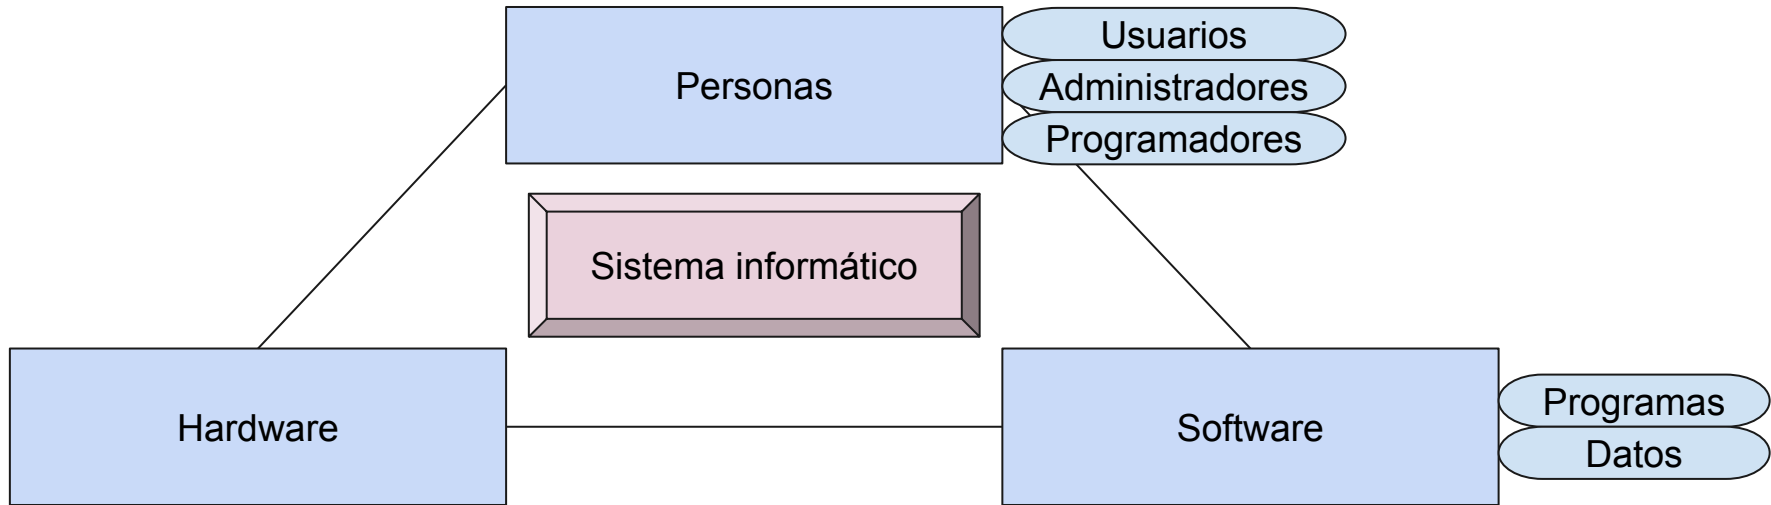 Personas
Usuarios
Administradores
Programadores
Sistema informático
Hardware
Software
Programas
Datos